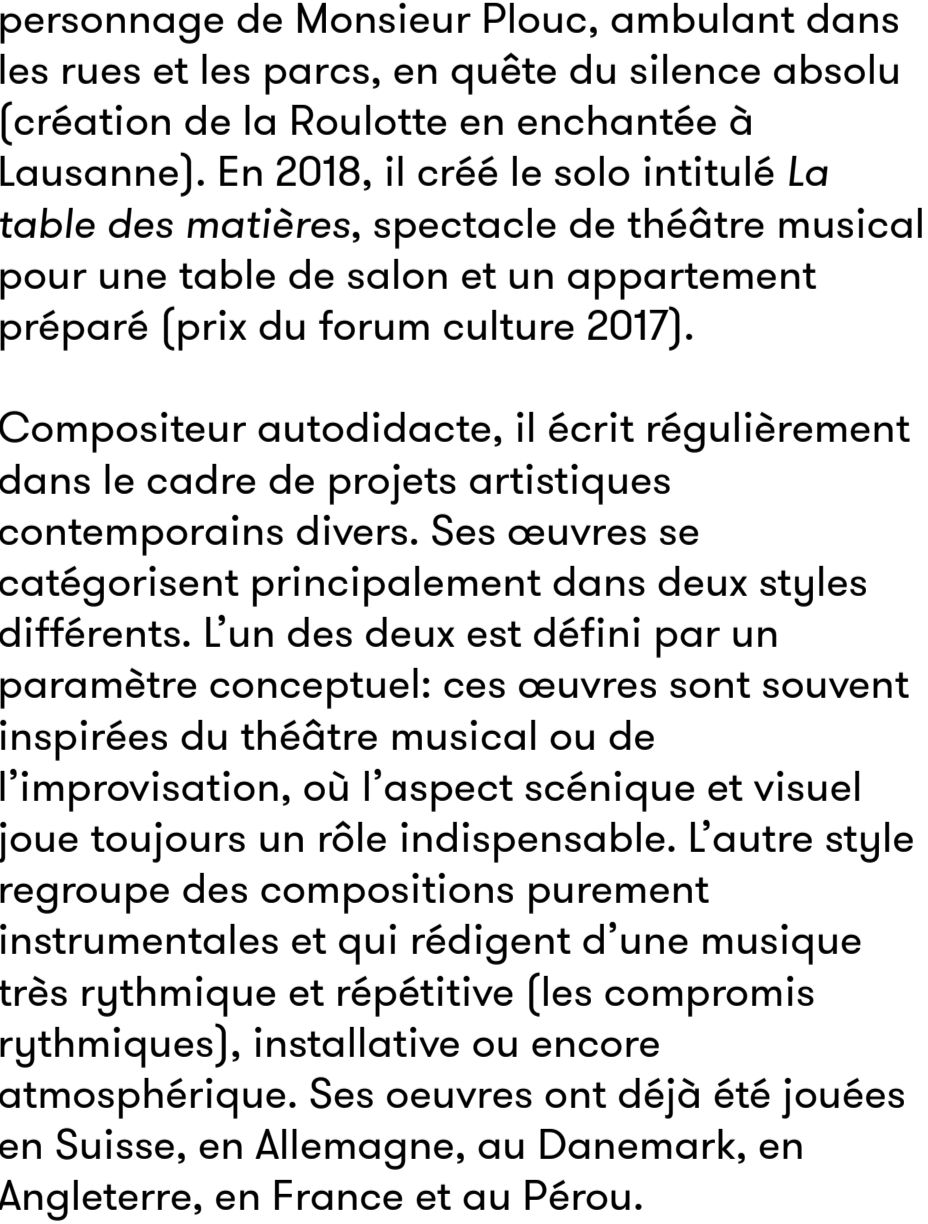 personnage de Monsieur Plouc, ambulant dans
les rues et les parcs, en quête du silence absolu
(création de la Roulotte en enchantée à
Lausanne). En 2018, il créé le solo intitulé La
table des matières, spectacle de théâtre musical
pour une table de salon et un appartement
préparé (prix du forum culture 2017).

Compositeur autodidacte, il écrit régulièrement
dans le cadre de projets artistiques
contemporains divers. Ses œuvres se
catégorisent principalement dans deux styles
différents. L’un des deux est défini par un
paramètre conceptuel: ces œuvres sont souvent
inspirées du théâtre musical ou de
l’improvisation, où l’aspect scénique et visuel
joue toujours un rôle indispensable. L’autre style
regroupe des compositions purement
instrumentales et qui rédigent d’une musique
très rythmique et répétitive (les compromis
rythmiques), installative ou encore
atmosphérique. Ses oeuvres ont déjà été jouées
en Suisse, en Allemagne, au Danemark, en
Angleterre, en France et au Pérou.